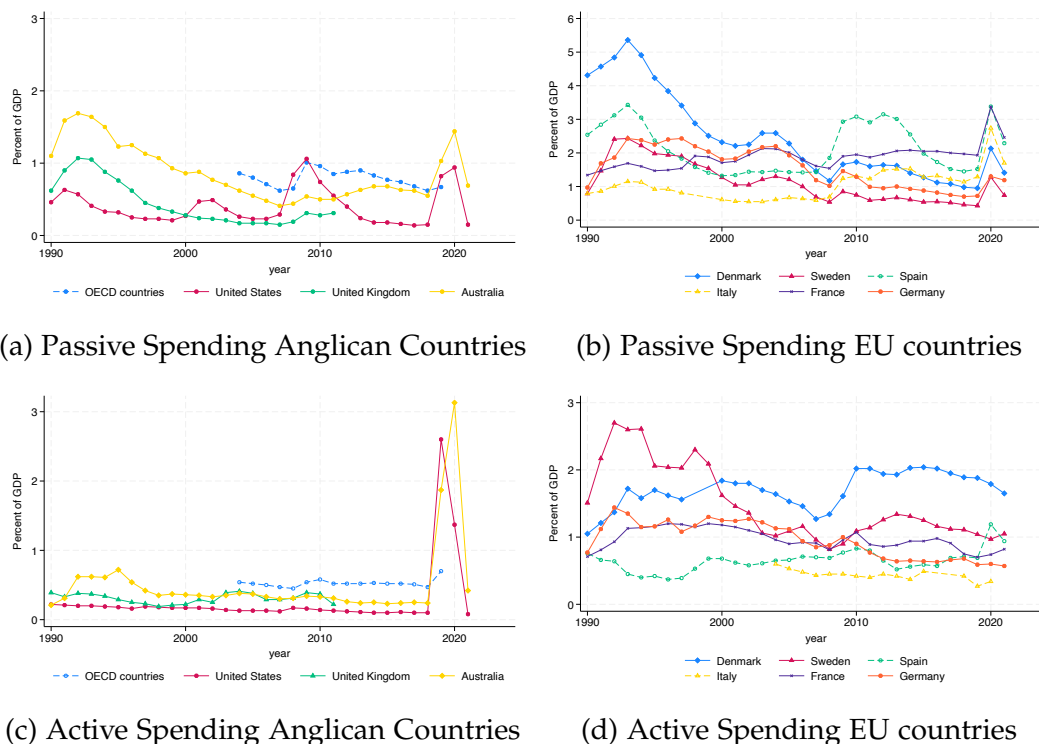 3
2
1
0
Percent of GDP
1990
2000
2010
2020
year
OECD countries
United States
United Kingdom
Australia
(a) Passive Spending Anglican Countries
6
5
4
3
2
1
0
Percent of GDP
1990
2000
2010
2020
year
Denmark
Sweden
Spain
Italy
France
Germany
(b) Passive Spending EU countries
3
2
1
0
Percent of GDP
1990
2000
2010
2020
year
OECD countries
United States
United Kingdom
Australia
(c) Active Spending Anglican Countries
3
2
1
0
Percent of GDP
1990
2000
2010
2020
year
Denmark
Sweden
Spain
Italy
France
Germany
(d) Active Spending EU countries